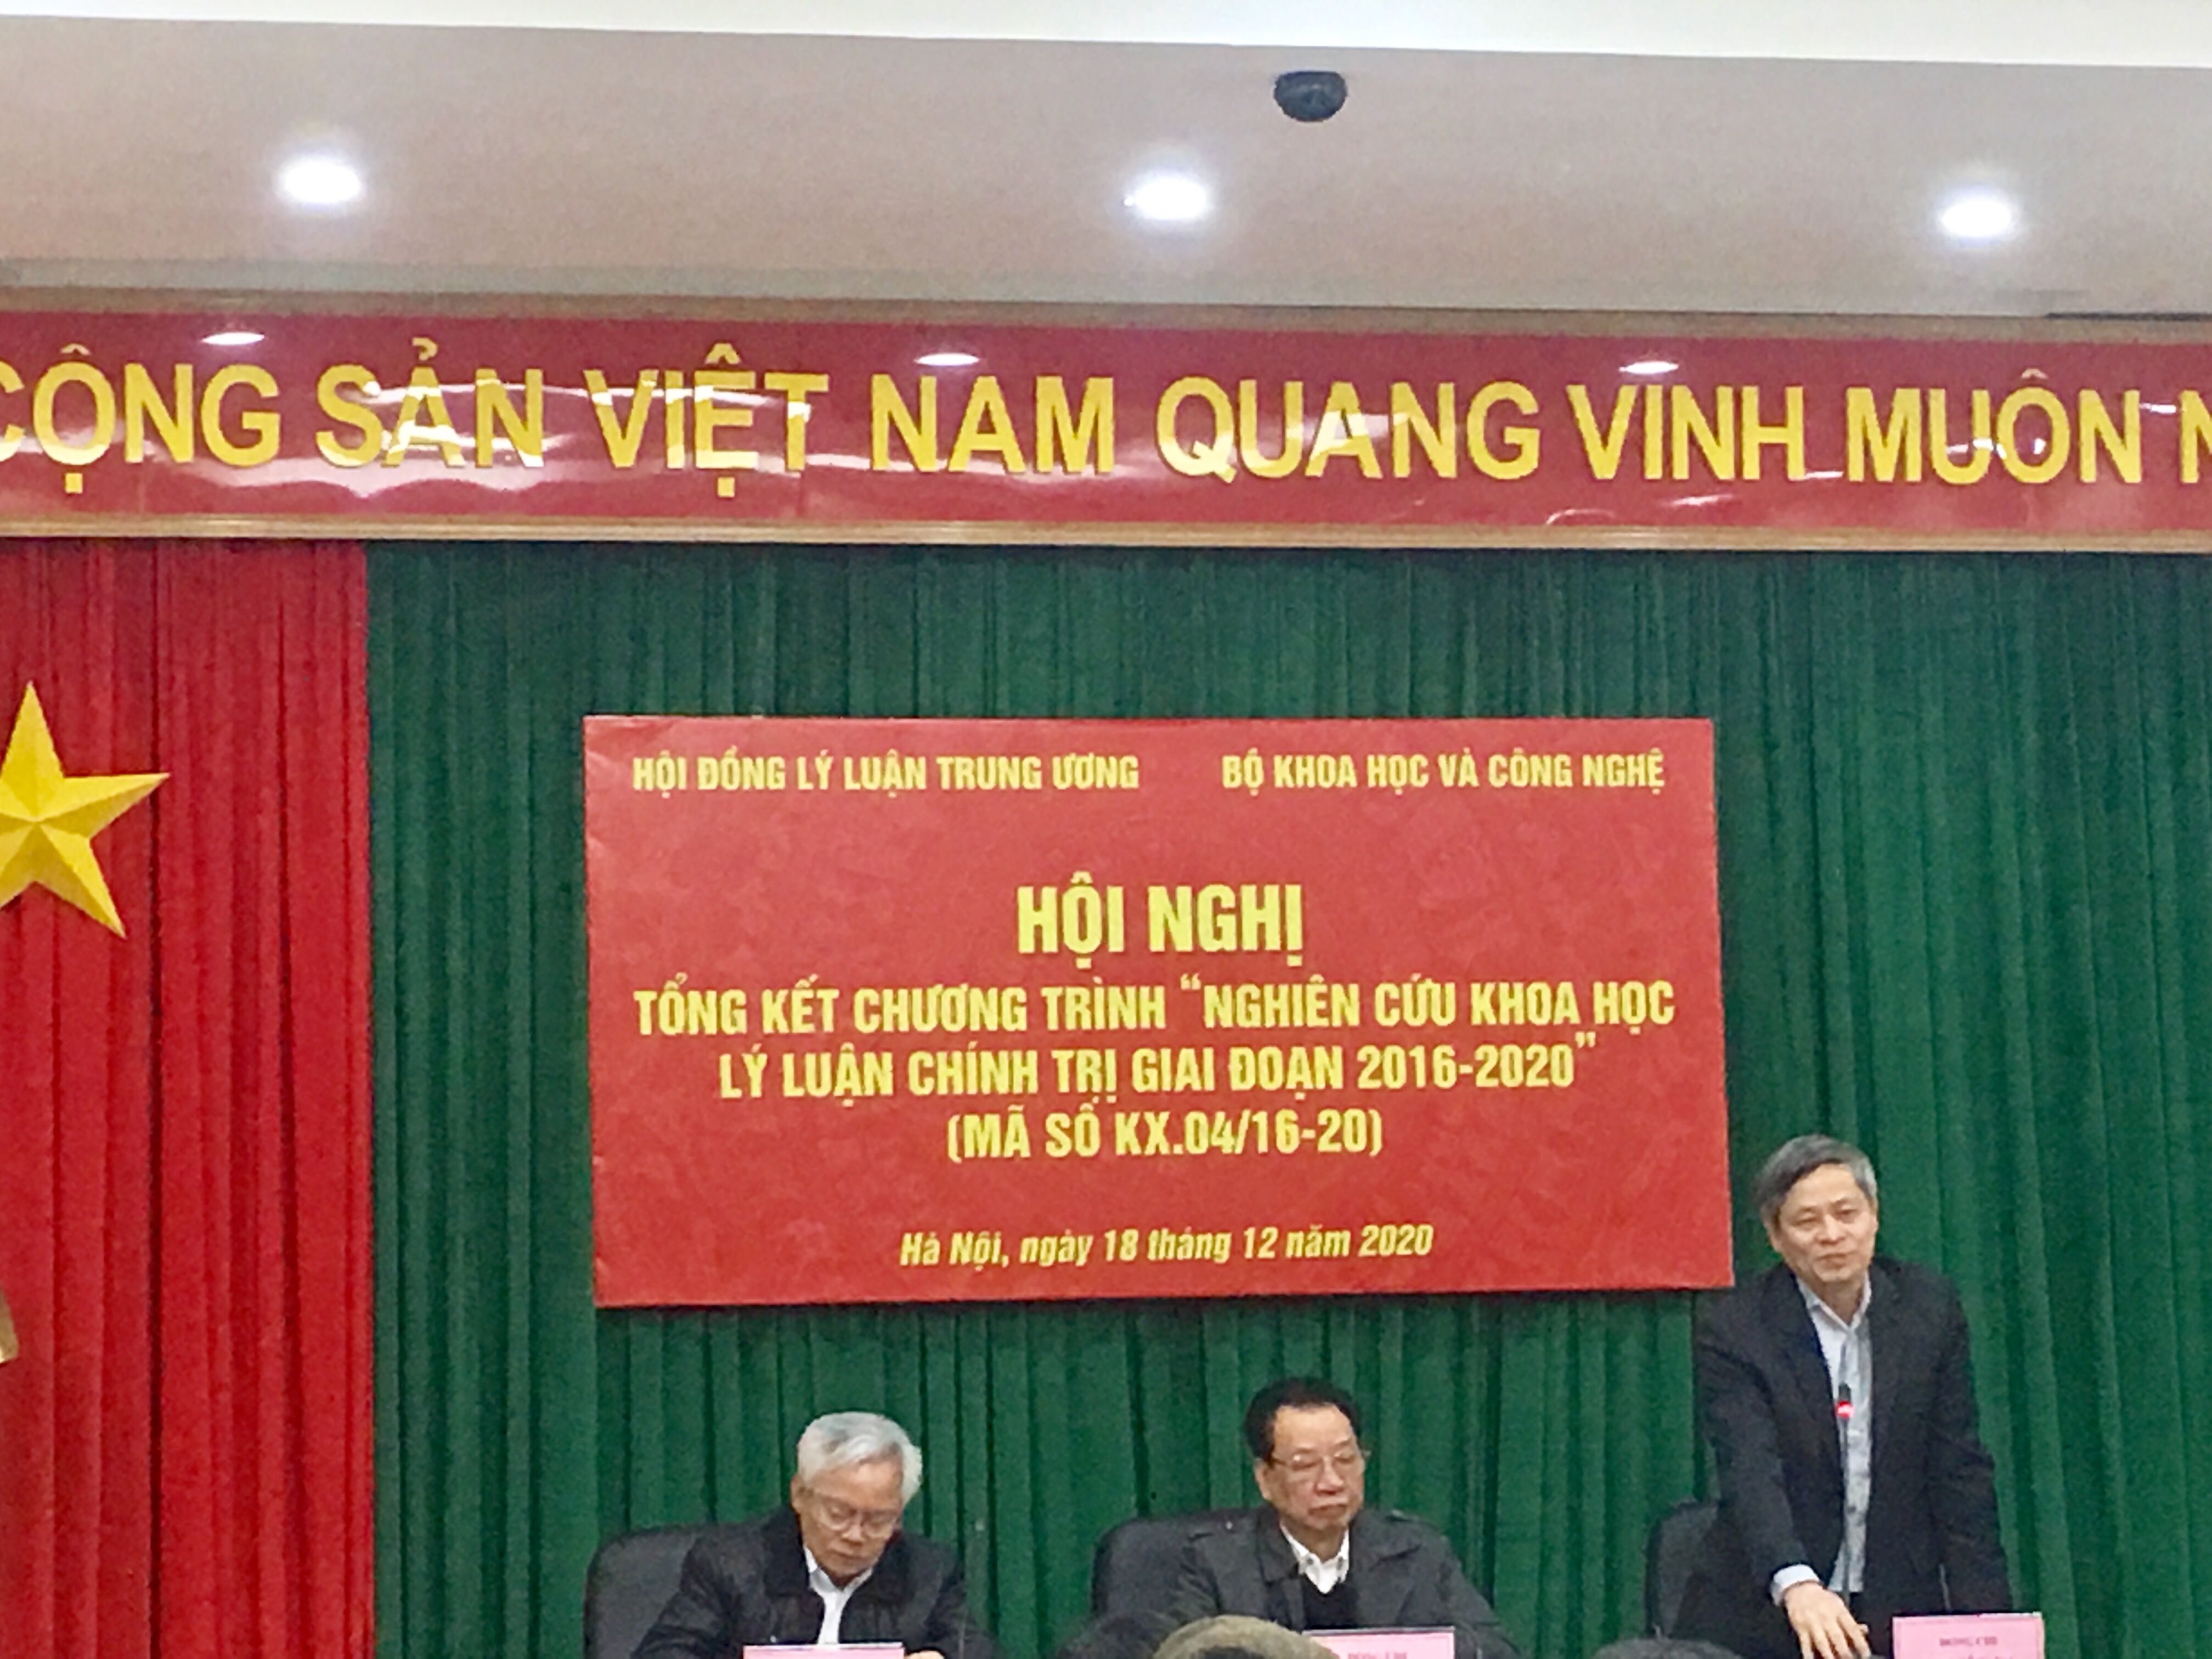 CỘNG SẢN VIỆT NAM QUANG VINH MUÔN N
HỘI ĐỒNG LÝ LUẬN TRUNG ƯƠNG
BỘ KHOA HỌC VÀ CÔNG NGHỆ
HỘI NGHỊ
TỔNG KẾT CHƯƠNG TRÌNH “NGHIÊN CỨU KHOA HỌC
LÝ LUẬN CHÍNH TRỊ GIAI ĐOẠN 2016-2020”
(MÃ SỐ KX.04/16-20)
Hà Nội, ngày 18 tháng 12 năm 2020